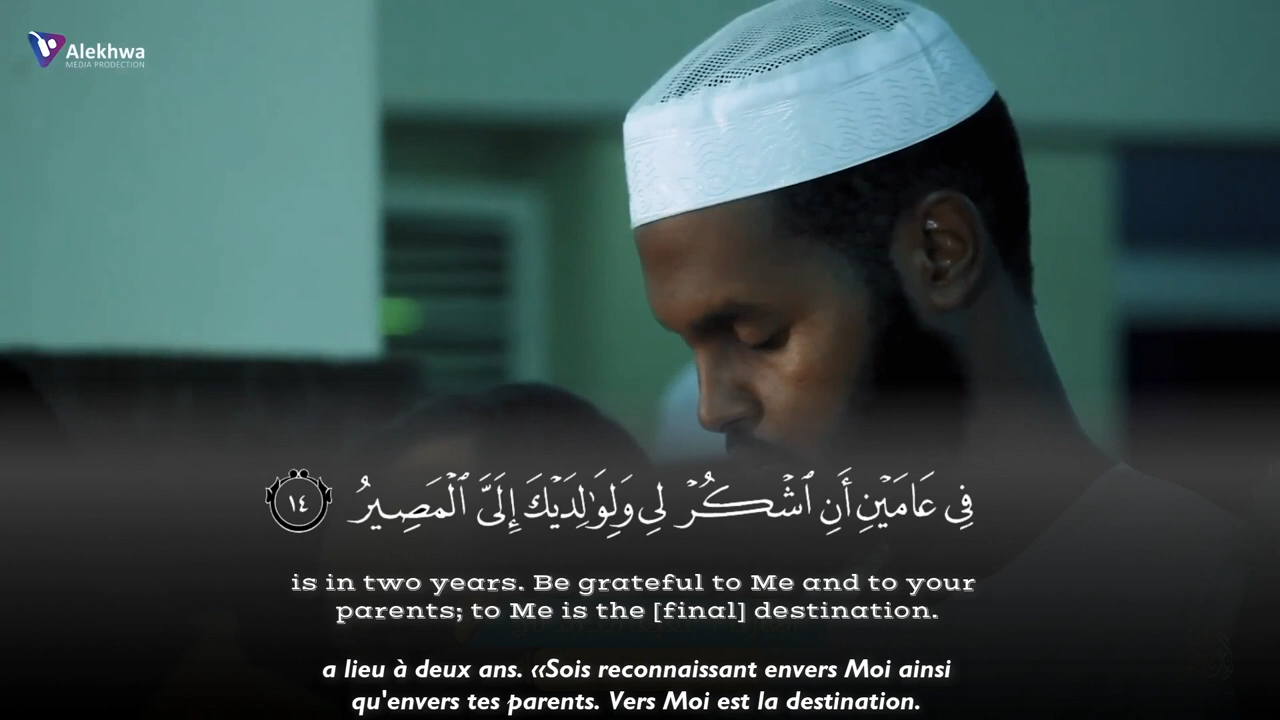 Alekhwa
MEDIA PRODECTION
فِي عَامَيْنِ أَنِ ٱشْكُرْ لِي وَلِوَٰلِدَيْكَ إِلَيَّ ٱلْمَصِيرُ ١٤
is in two years. Be grateful to Me and to your
parents; to Me is the [final] destination.
a lieu à deux ans. «Sois reconnaissant envers Moi ainsi
qu'envers tes parents. Vers Moi est la destination.